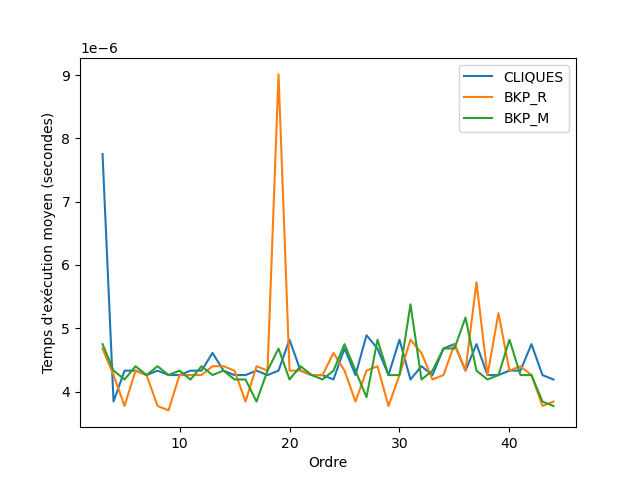 1e−6
9
8
7
6
5
4
10 20 30 40
Temps d'exécution moyen (secondes)
Ordre
CLIQUES
BKP_R
BKP_M